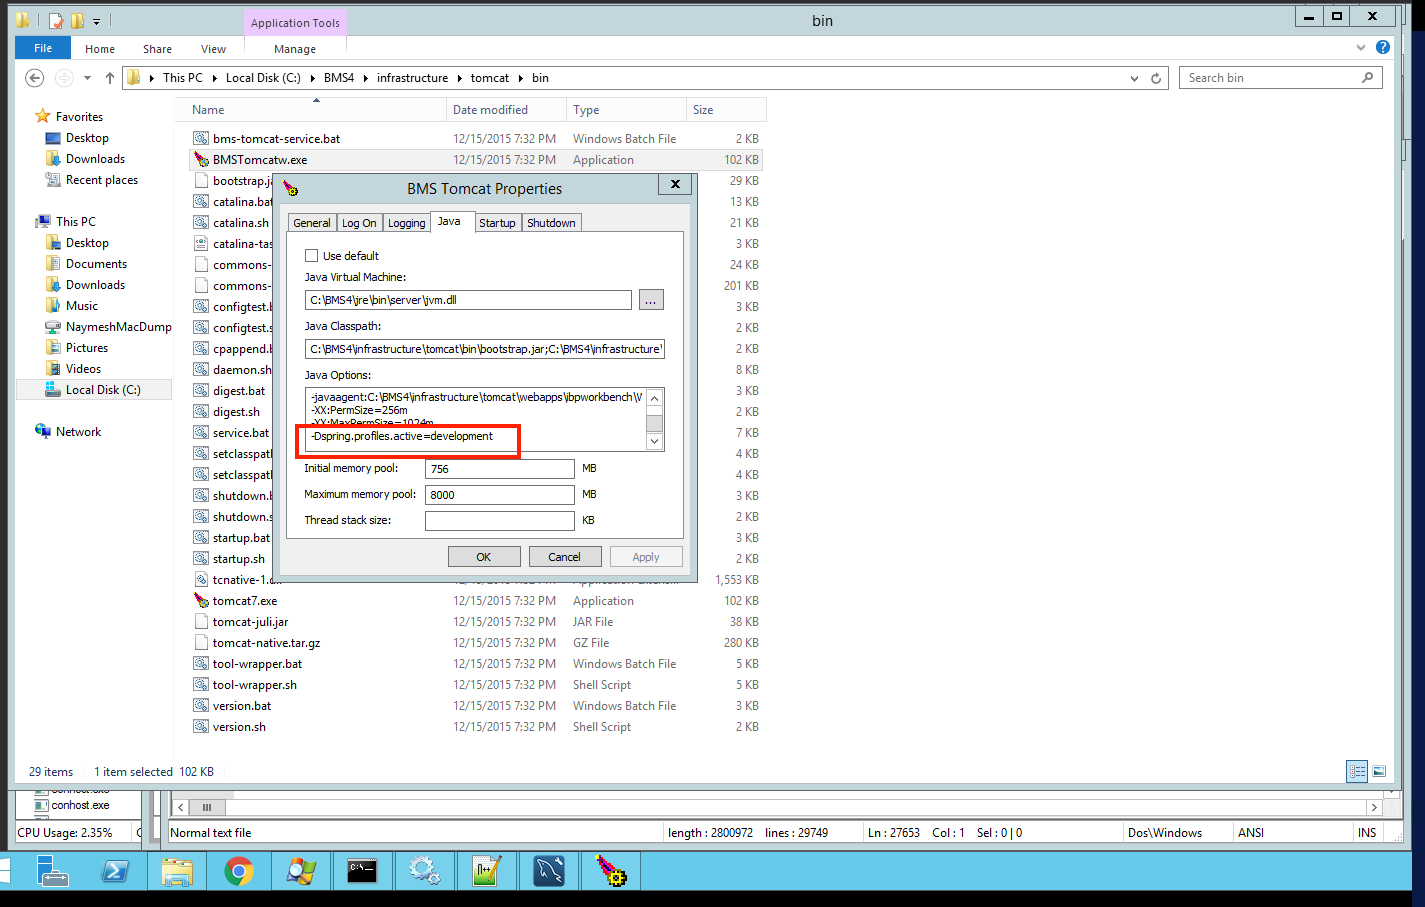 Application Tools
bin
File Home Share View Manage
This PC Local Disk (C:) BMS4 infrastructure tomcat bin
Search bin
Favorites
Desktop
Downloads
Recent places
This PC
Desktop
Documents
Downloads
Music
NaymeshMacDump
Pictures
Videos
Local Disk (C:)
Network
Name Date modified Type Size
bms-tomcat-service.bat 12/15/2015 7:32 PM Windows Batch File 2 KB
BMSTomcatw.exe 12/15/2015 7:32 PM Application 102 KB
bootstrap.ja 29 KB
catalina.bat 13 KB
catalina.sh 21 KB
catalina-tas 3 KB
commons- 24 KB
commons- 201 KB
configtest.b 3 KB
configtest.s 2 KB
cpappend.b 2 KB
daemon.sh 8 KB
digest.bat 3 KB
digest.sh 2 KB
service.bat 7 KB
setclasspatl 4 KB
setclasspatl 4 KB
shutdown.b 3 KB
shutdown.s 2 KB
startup.bat 3 KB
startup.sh 2 KB
tcnative-1.d 1,553 KB
tomcat7.exe 12/15/2015 7:32 PM Application 102 KB
tomcat-juli.jar 12/15/2015 7:32 PM JAR File 38 KB
tomcat-native.tar.gz 12/15/2015 7:32 PM GZ File 280 KB
tool-wrapper.bat 12/15/2015 7:32 PM Windows Batch File 5 KB
tool-wrapper.sh 12/15/2015 7:32 PM Shell Script 5 KB
version.bat 12/15/2015 7:32 PM Windows Batch File 3 KB
version.sh 12/15/2015 7:32 PM Shell Script 2 KB
BMS Tomcat Properties
General Log On Logging Java Startup Shutdown
Use default
Java Virtual Machine:
C:\BMS4\jre\bin\server\jvm.dll
...
Java Classpath:
C:\BMS4\infrastructure\tomcat\bin\bootstrap.jar;C:\BMS4\infrastructure\
Java Options:
-javaagent:C:\BMS4\infrastructure\tomcat\webapps\ibpworkbench\W
-XX:PermSize=256m
-XX:MaxPermSize=1024m
-Dspring.profiles.active=development
Initial memory pool: 756 MB
Maximum memory pool: 8000 MB
Thread stack size: KB
OK Cancel Apply
29 items 1 item selected 102 KB
conhost.exe
conhost.exe
CPU Usage: 2.35%
Normal text file length : 2800972 lines : 29749 Ln : 27653 Col : 1 Sel : 0 | 0 Dos\Windows ANSI INS